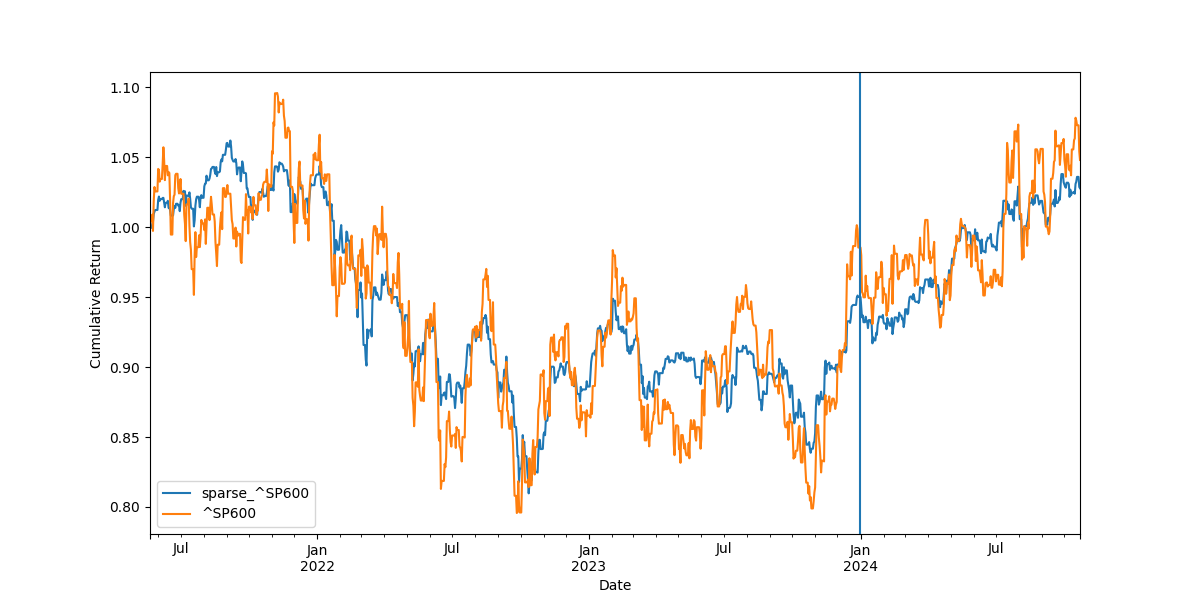 1.10
1.05
1.00
0.95
0.90
0.85
0.80
Cumulative Return
sparse_^SP600
^SP600
Jul
Jan
2022
Jul
Jan
2023
Jul
Jan
2024
Jul
Date